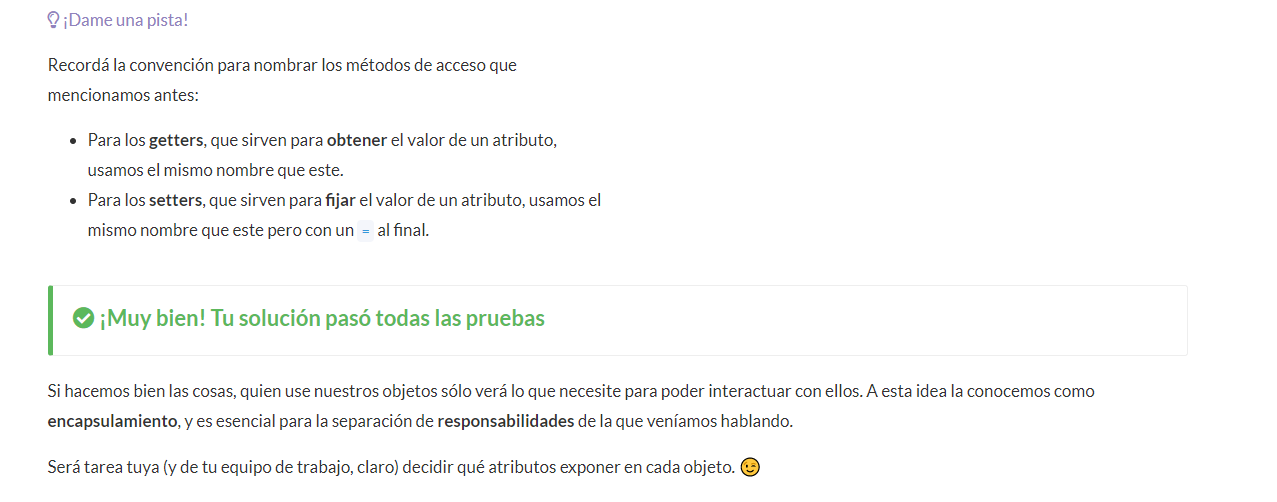 ¡Dame una pista!
Recordá la convención para nombrar los métodos de acceso que
mencionamos antes:
Para los getters, que sirven para obtener el valor de un atributo,
usamos el mismo nombre que este.
Para los setters, que sirven para fijar el valor de un atributo, usamos el
mismo nombre que este pero con un = al final.
¡Muy bien! Tu solución pasó todas las pruebas
Si hacemos bien las cosas, quien use nuestros objetos sólo verá lo que necesite para poder interactuar con ellos. A esta idea la conocemos como
encapsulamiento, y es esencial para la separación de responsabilidades de la que veníamos hablando.
Será tarea tuya (y de tu equipo de trabajo, claro) decidir qué atributos exponer en cada objeto. 😉